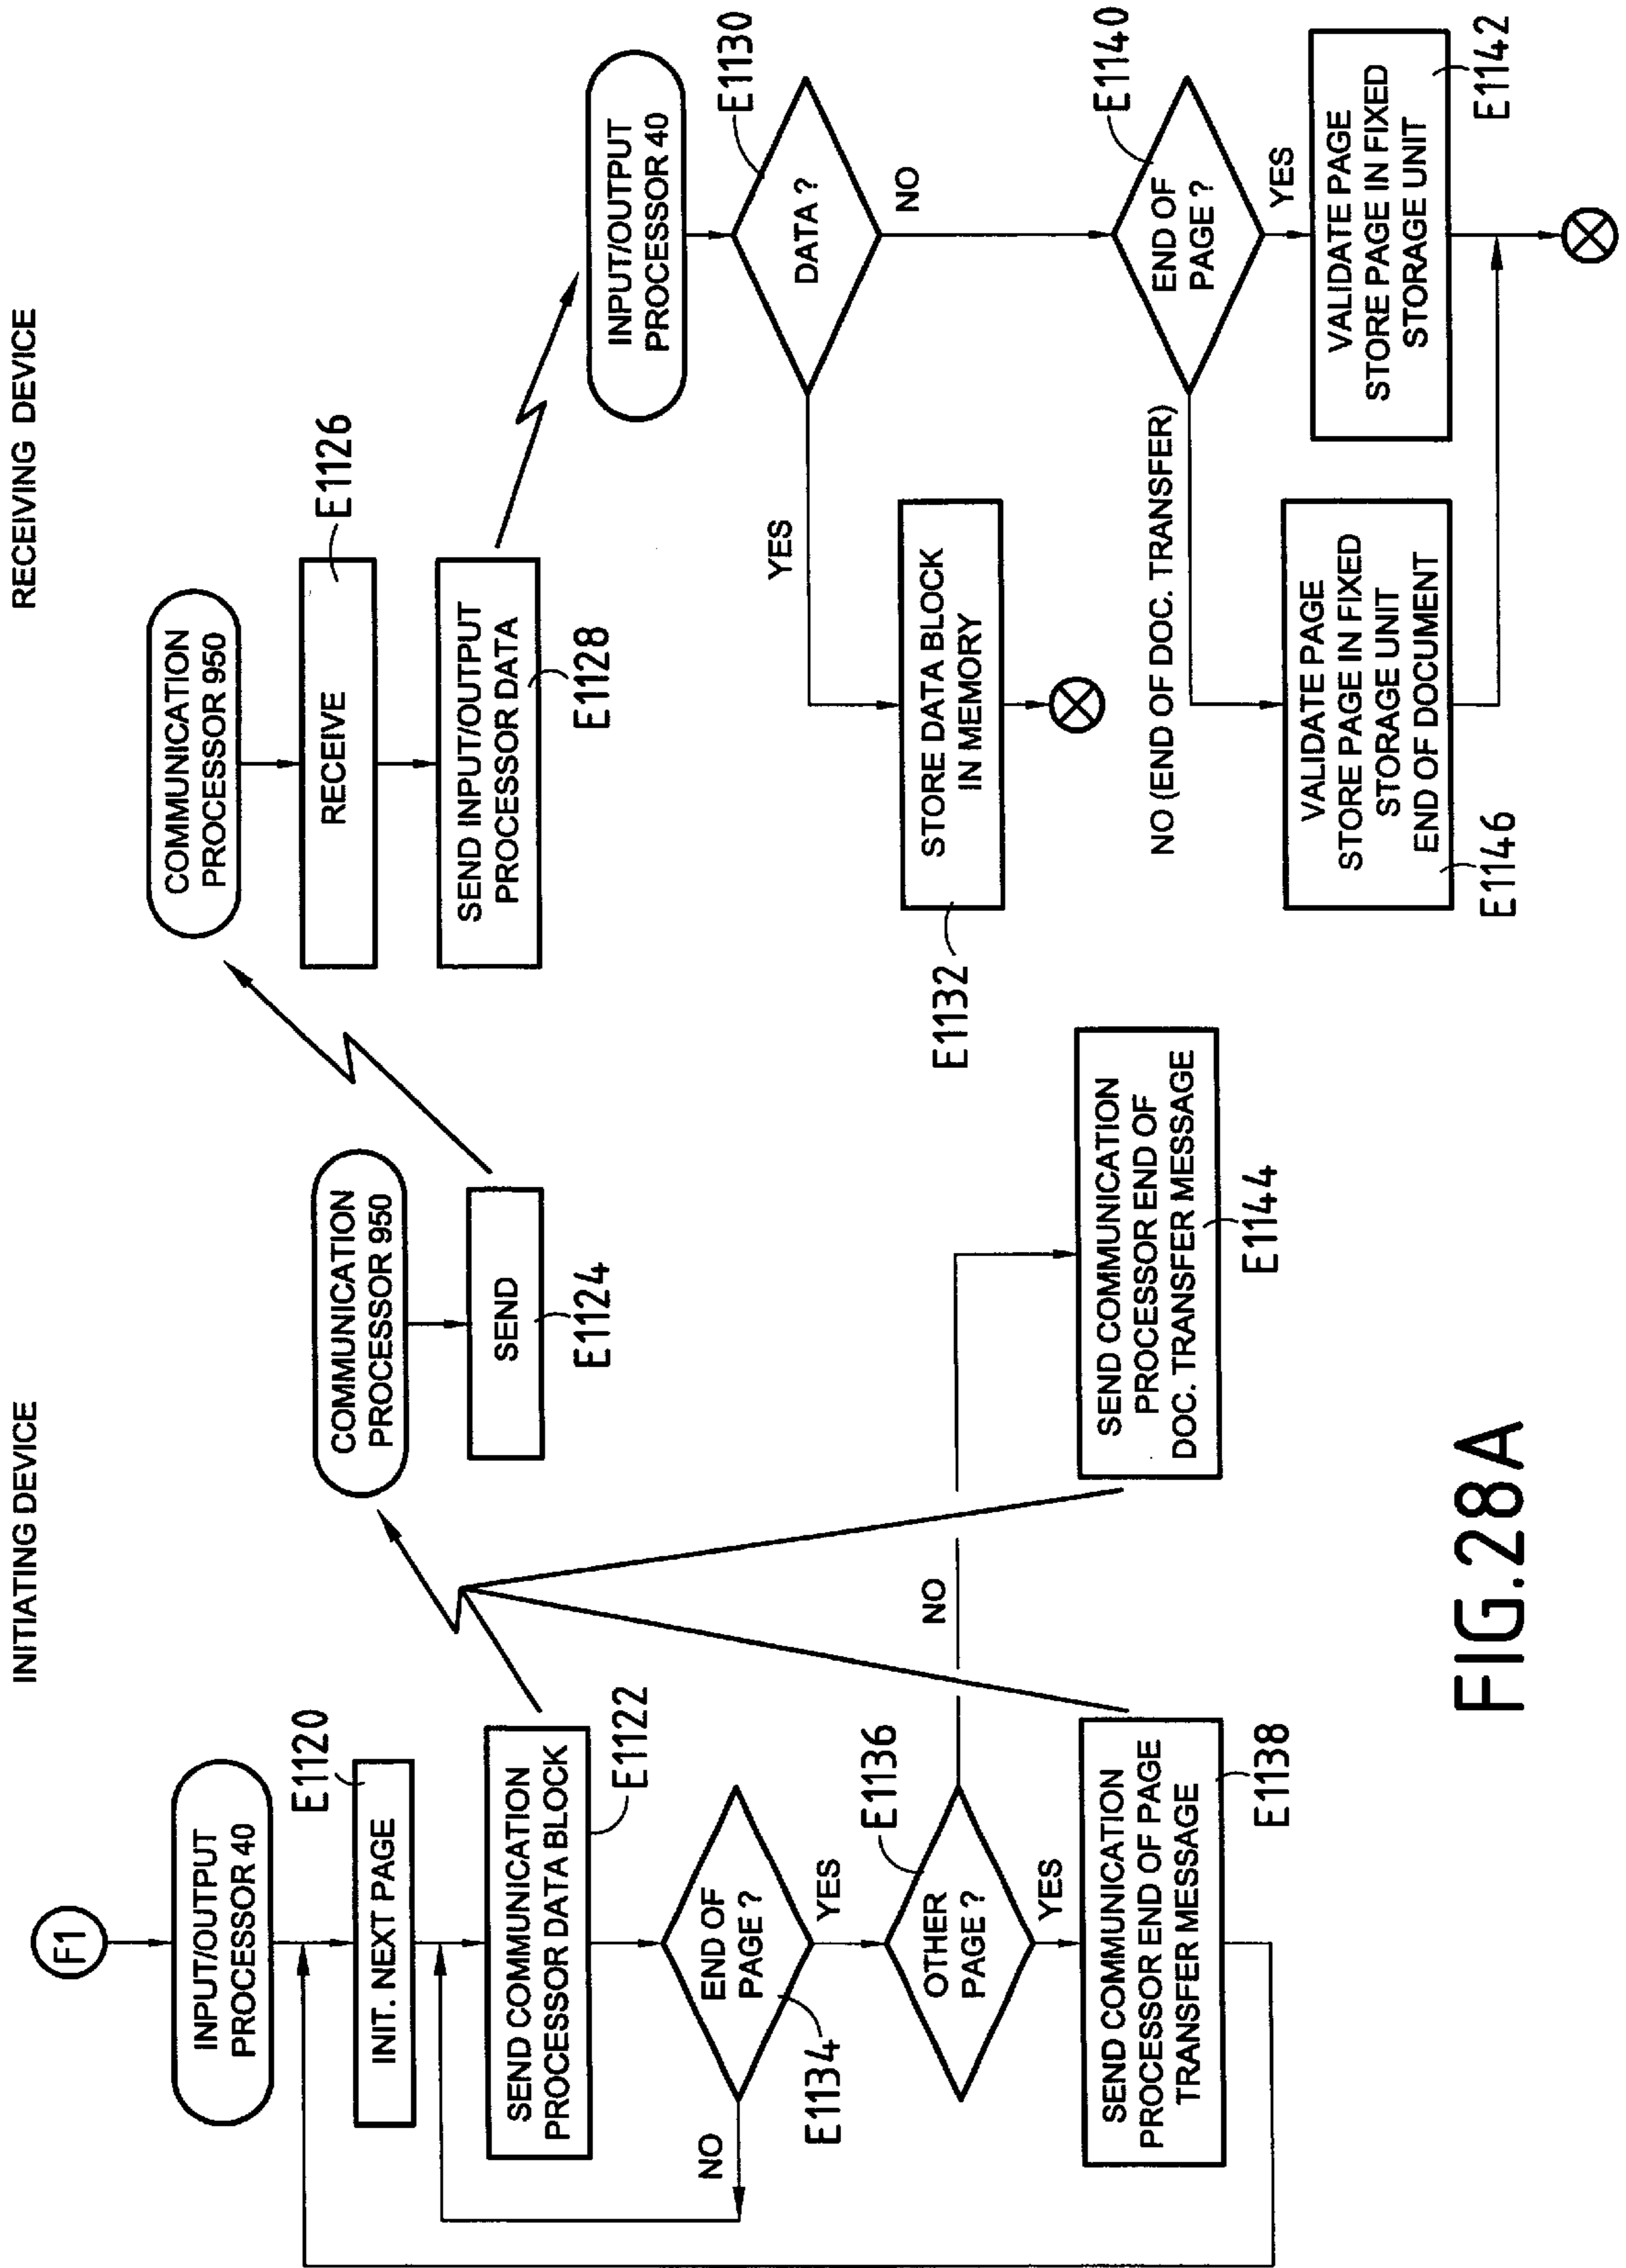 INITIATING DEVICE
RECEIVING DEVICE
F1
INPUT/OUTPUT
PROCESSOR 40
E1120
INIT. NEXT PAGE
SEND COMMUNICATION
PROCESSOR DATA BLOCK
E1122
END OF
PAGE ?
E1134
NO
YES
E1136
OTHER
PAGE ?
NO
YES
SEND COMMUNICATION
PROCESSOR END OF PAGE
TRANSFER MESSAGE
E1138
COMMUNICATION
PROCESSOR 950
SEND
E1124
SEND COMMUNICATION
PROCESSOR END OF
DOC. TRANSFER MESSAGE
E1144
COMMUNICATION
PROCESSOR 950
RECEIVE
E1126
SEND INPUT/OUTPUT
PROCESSOR DATA
E1128
INPUT/OUTPUT
PROCESSOR 40
E1130
DATA ?
YES
NO
STORE DATA BLOCK
IN MEMORY
E1132
E1140
END OF
PAGE ?
NO (END OF DOC. TRANSFER)
YES
VALIDATE PAGE
STORE PAGE IN FIXED
STORAGE UNIT
END OF DOCUMENT
E1146
VALIDATE PAGE
STORE PAGE IN FIXED
STORAGE UNIT
E1142
FIG.28A